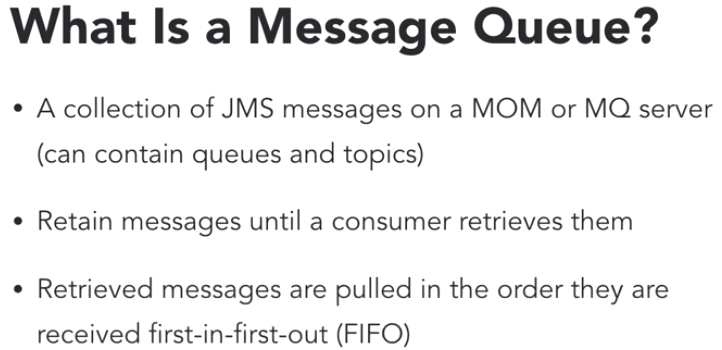 What Is a Message Queue?
• A collection of JMS messages on a MOM or MQ server
(can contain queues and topics)
• Retain messages until a consumer retrieves them
• Retrieved messages are pulled in the order they are
received first-in-first-out (FIFO)